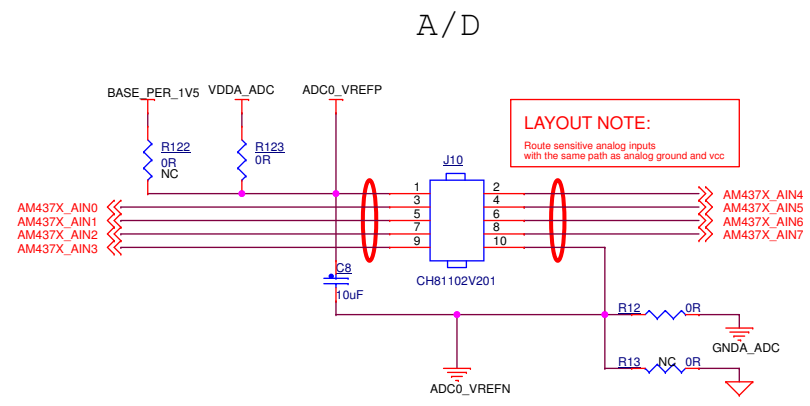 A/D
BASE_PER_1V5
VDDA_ADC
ADC0_VREFP
R122
0R
NC
R123
0R
LAYOUT NOTE:
Route sensitive analog inputs
with the same path as analog ground and vcc
J10
1
2
3
4
5
6
7
8
9
10
AM437X_AIN0
AM437X_AIN1
AM437X_AIN2
AM437X_AIN3
AM437X_AIN4
AM437X_AIN5
AM437X_AIN6
AM437X_AIN7
CH81102V201
C8
10uF
R12
0R
GNDA_ADC
R13
NC
0R
ADC0_VREFN